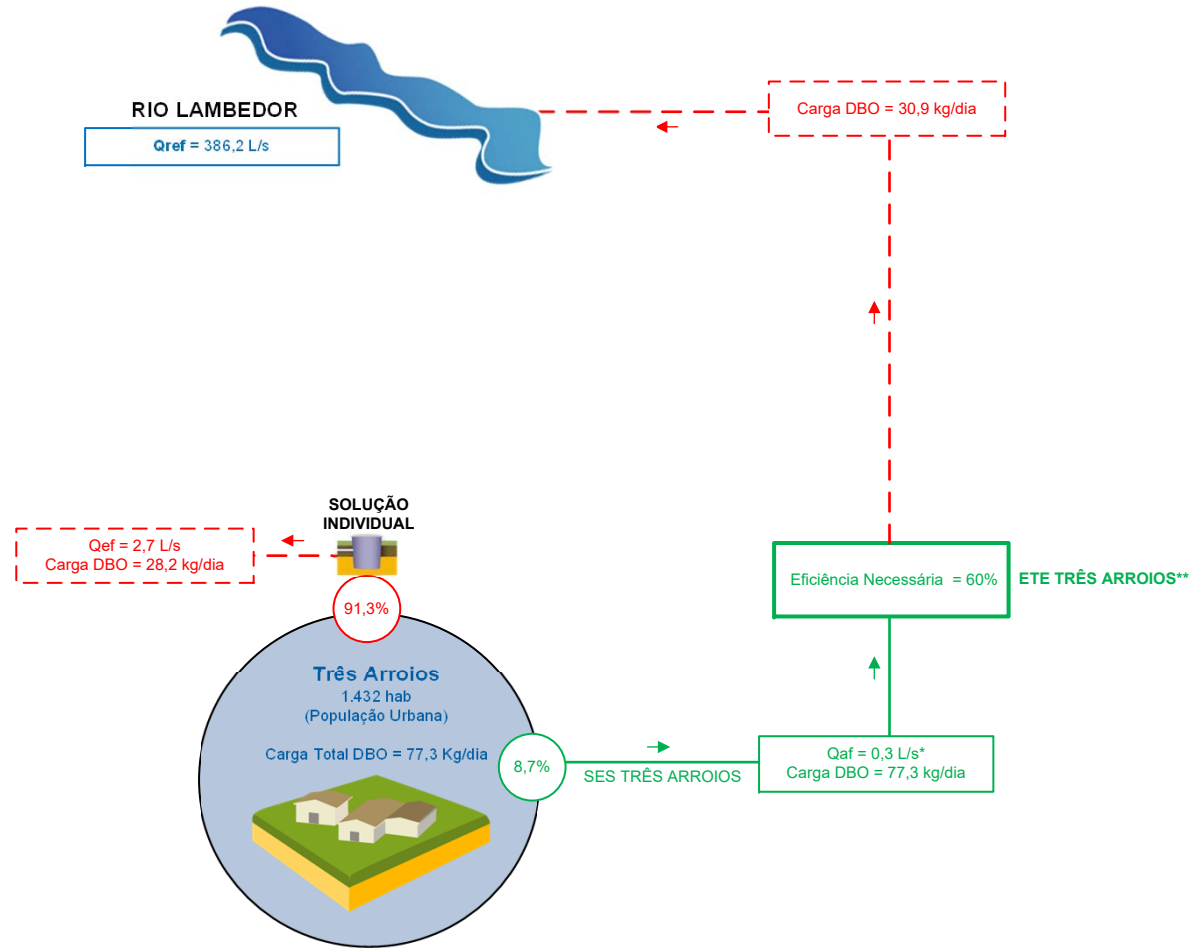 RIO LAMBEDOR
Qref = 386,2 L/s
Carga DBO = 30,9 kg/dia
SOLUÇÃO
INDIVIDUAL
Qef = 2,7 L/s
Carga DBO = 28,2 kg/dia
Eficiência Necessária = 60%
ETE TRÊS ARROIOS**
91,3%
Três Arroios
1.432 hab
(População Urbana)
Carga Total DBO = 77,3 Kg/dia
8,7%
SES TRÊS ARROIOS
Qaf = 0,3 L/s*
Carga DBO = 77,3 kg/dia